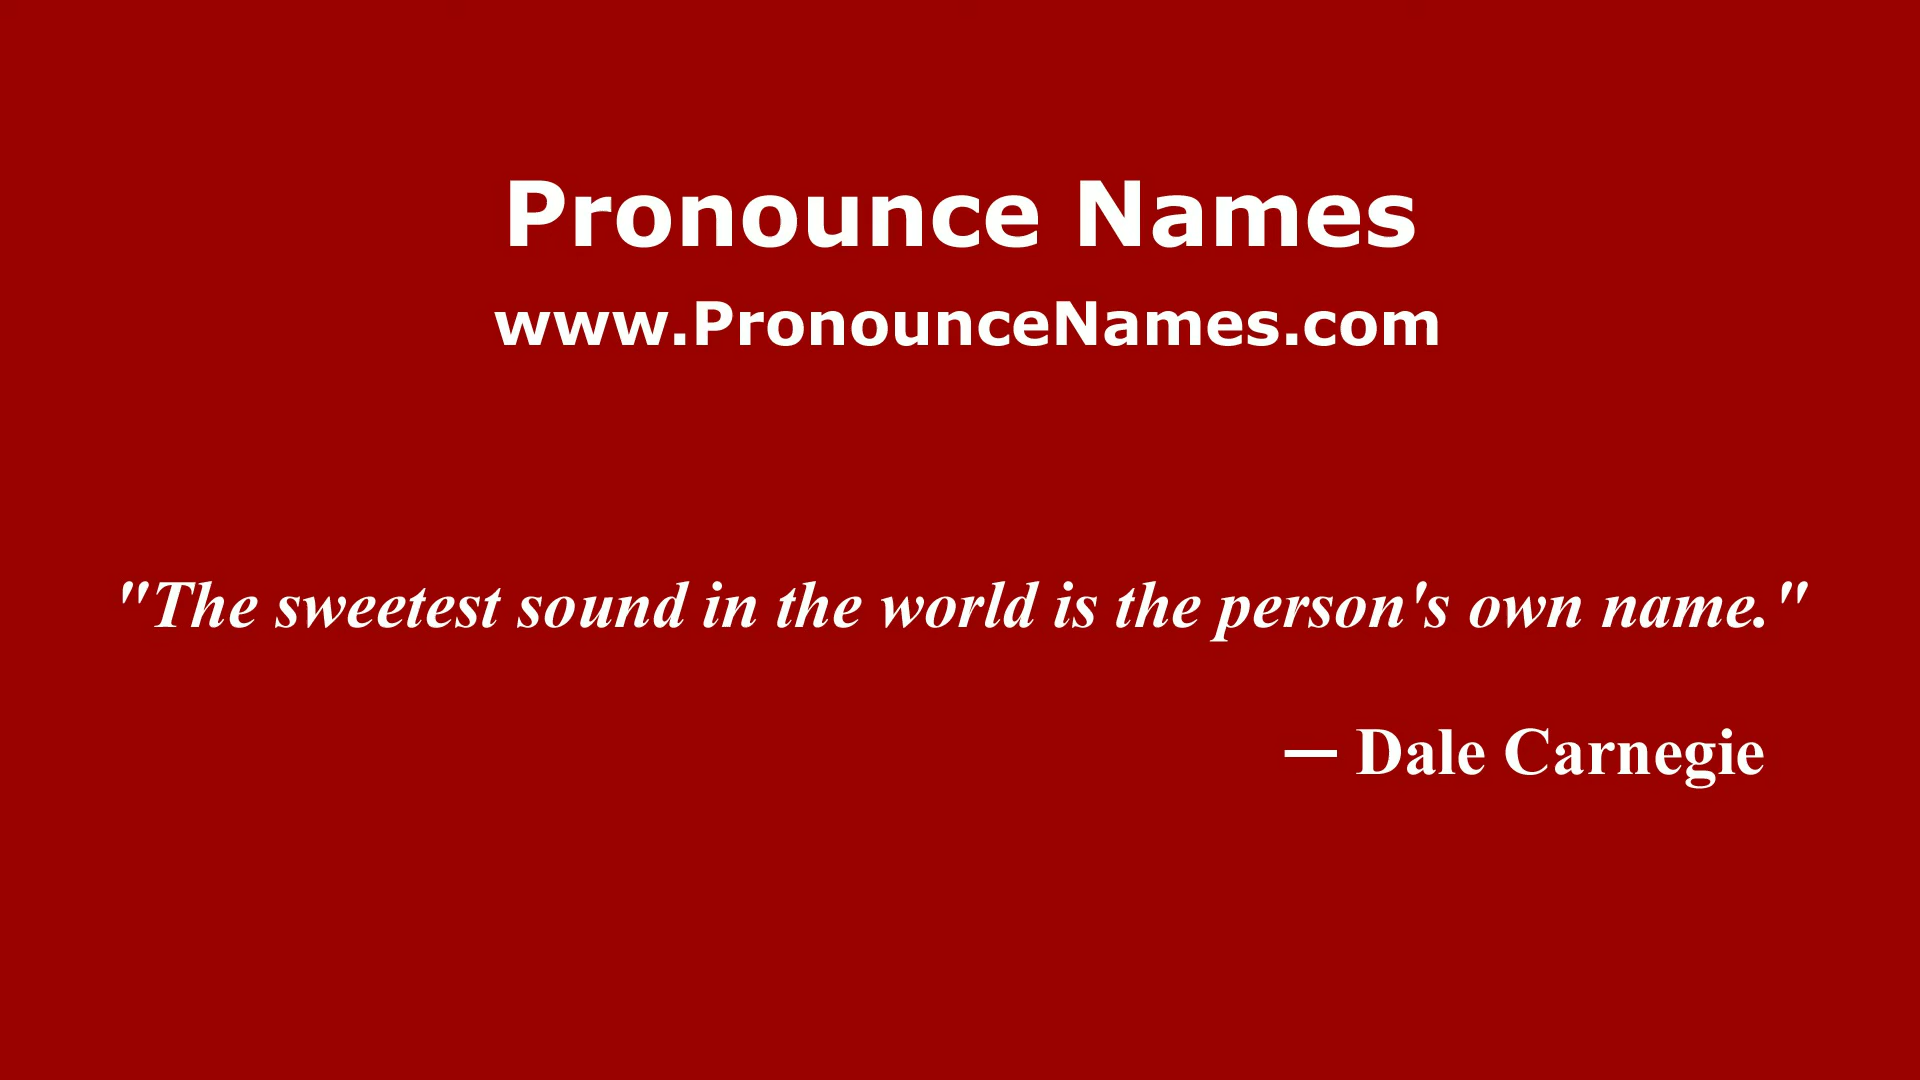 Pronounce Names
www.PronounceNames.com
"The sweetest sound in the world is the person's own name."
— Dale Carnegie